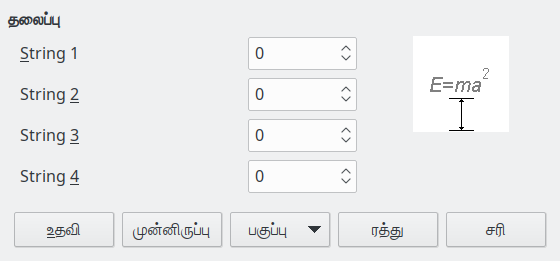 தலைப்பு
String 1 0
E=ma2
String 2 0
String 3 0
String 4 0
உதவி முன்னிருப்பு பகுப்பு ரத்து சரி